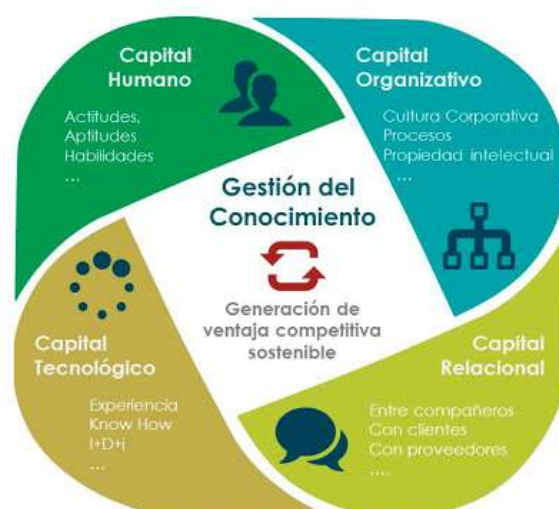 Capital
Humano
Actitudes,
Aptitudes
Habilidades
...
Capital
Organizativo
Cultura Corporativa
Procesos
Propiedad intelectual
...
Gestión del
Conocimiento
Generación de
ventaja competitiva
sostenible
Capital
Tecnológico
Experiencia
Know How
I+D+i
...
Capital
Relacional
Entre compañeros
Con clientes
Con proveedores
....